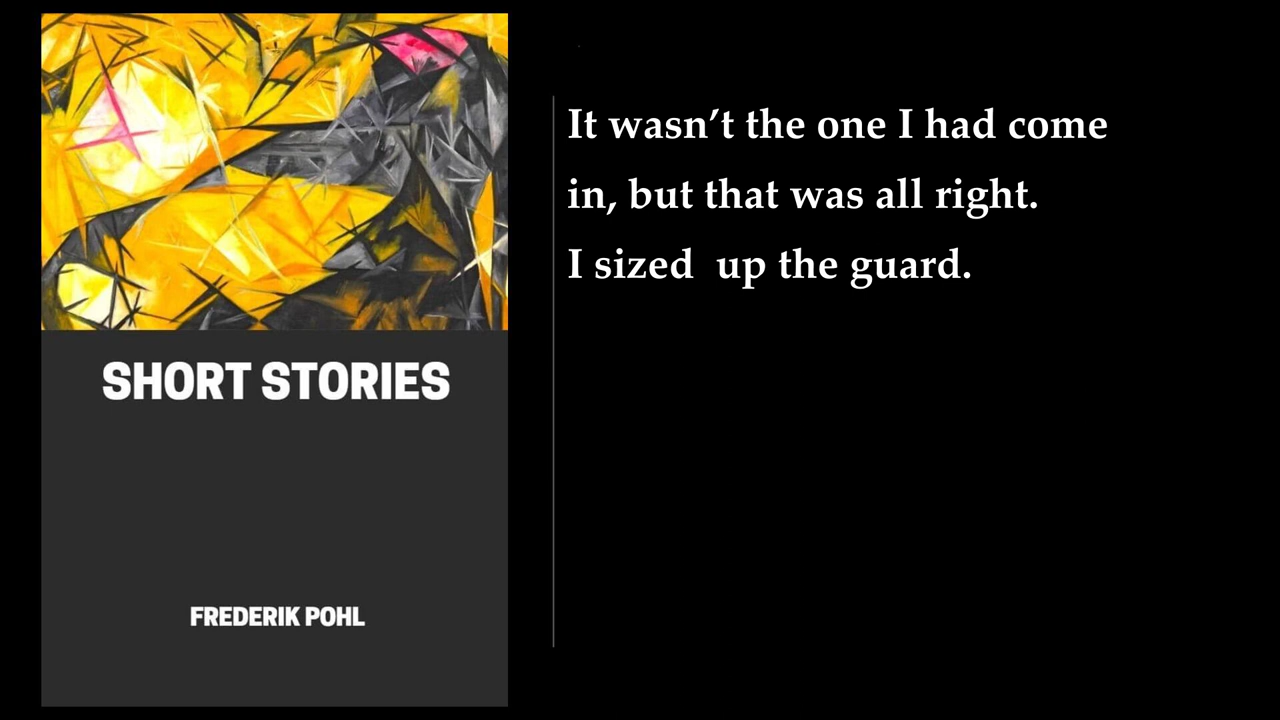 SHORT STORIES
FREDERIK POHL
It wasn’t the one I had come
in, but that was all right.
I sized  up the guard.